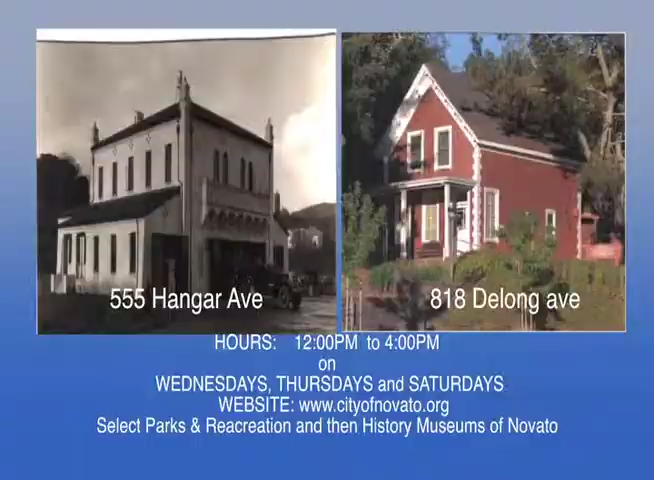 555 Hangar Ave
818 Delong ave
HOURS: 12:00PM to 4:00PM
on
WEDNESDAYS, THURSDAYS and SATURDAYS
WEBSITE: www.cityofnovato.org
Select Parks & Reacreation and then History Museums of Novato